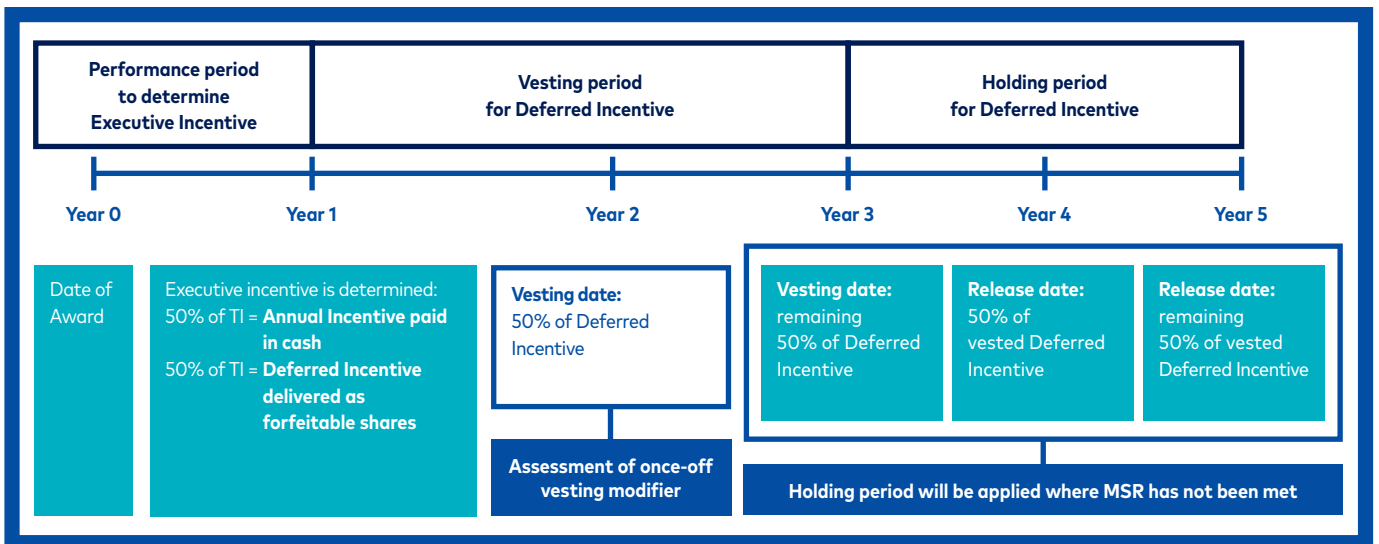 Performance period
to determine
Executive Incentive
Vesting period
for Deferred Incentive
Holding period
for Deferred Incentive
Year 0
Year 1
Year 2
Year 3
Year 4
Year 5
Date of
Award
Executive incentive is determined:
50% of TI = Annual Incentive paid
in cash
50% of TI = Deferred Incentive
delivered as
forfeitable shares
Vesting date:
50% of Deferred
Incentive
Assessment of once-off
vesting modifier
Vesting date:
remaining
50% of Deferred
Incentive
Release date:
50% of
vested Deferred
Incentive
Release date:
remaining
50% of vested
Deferred Incentive
Holding period will be applied where MSR has not been met